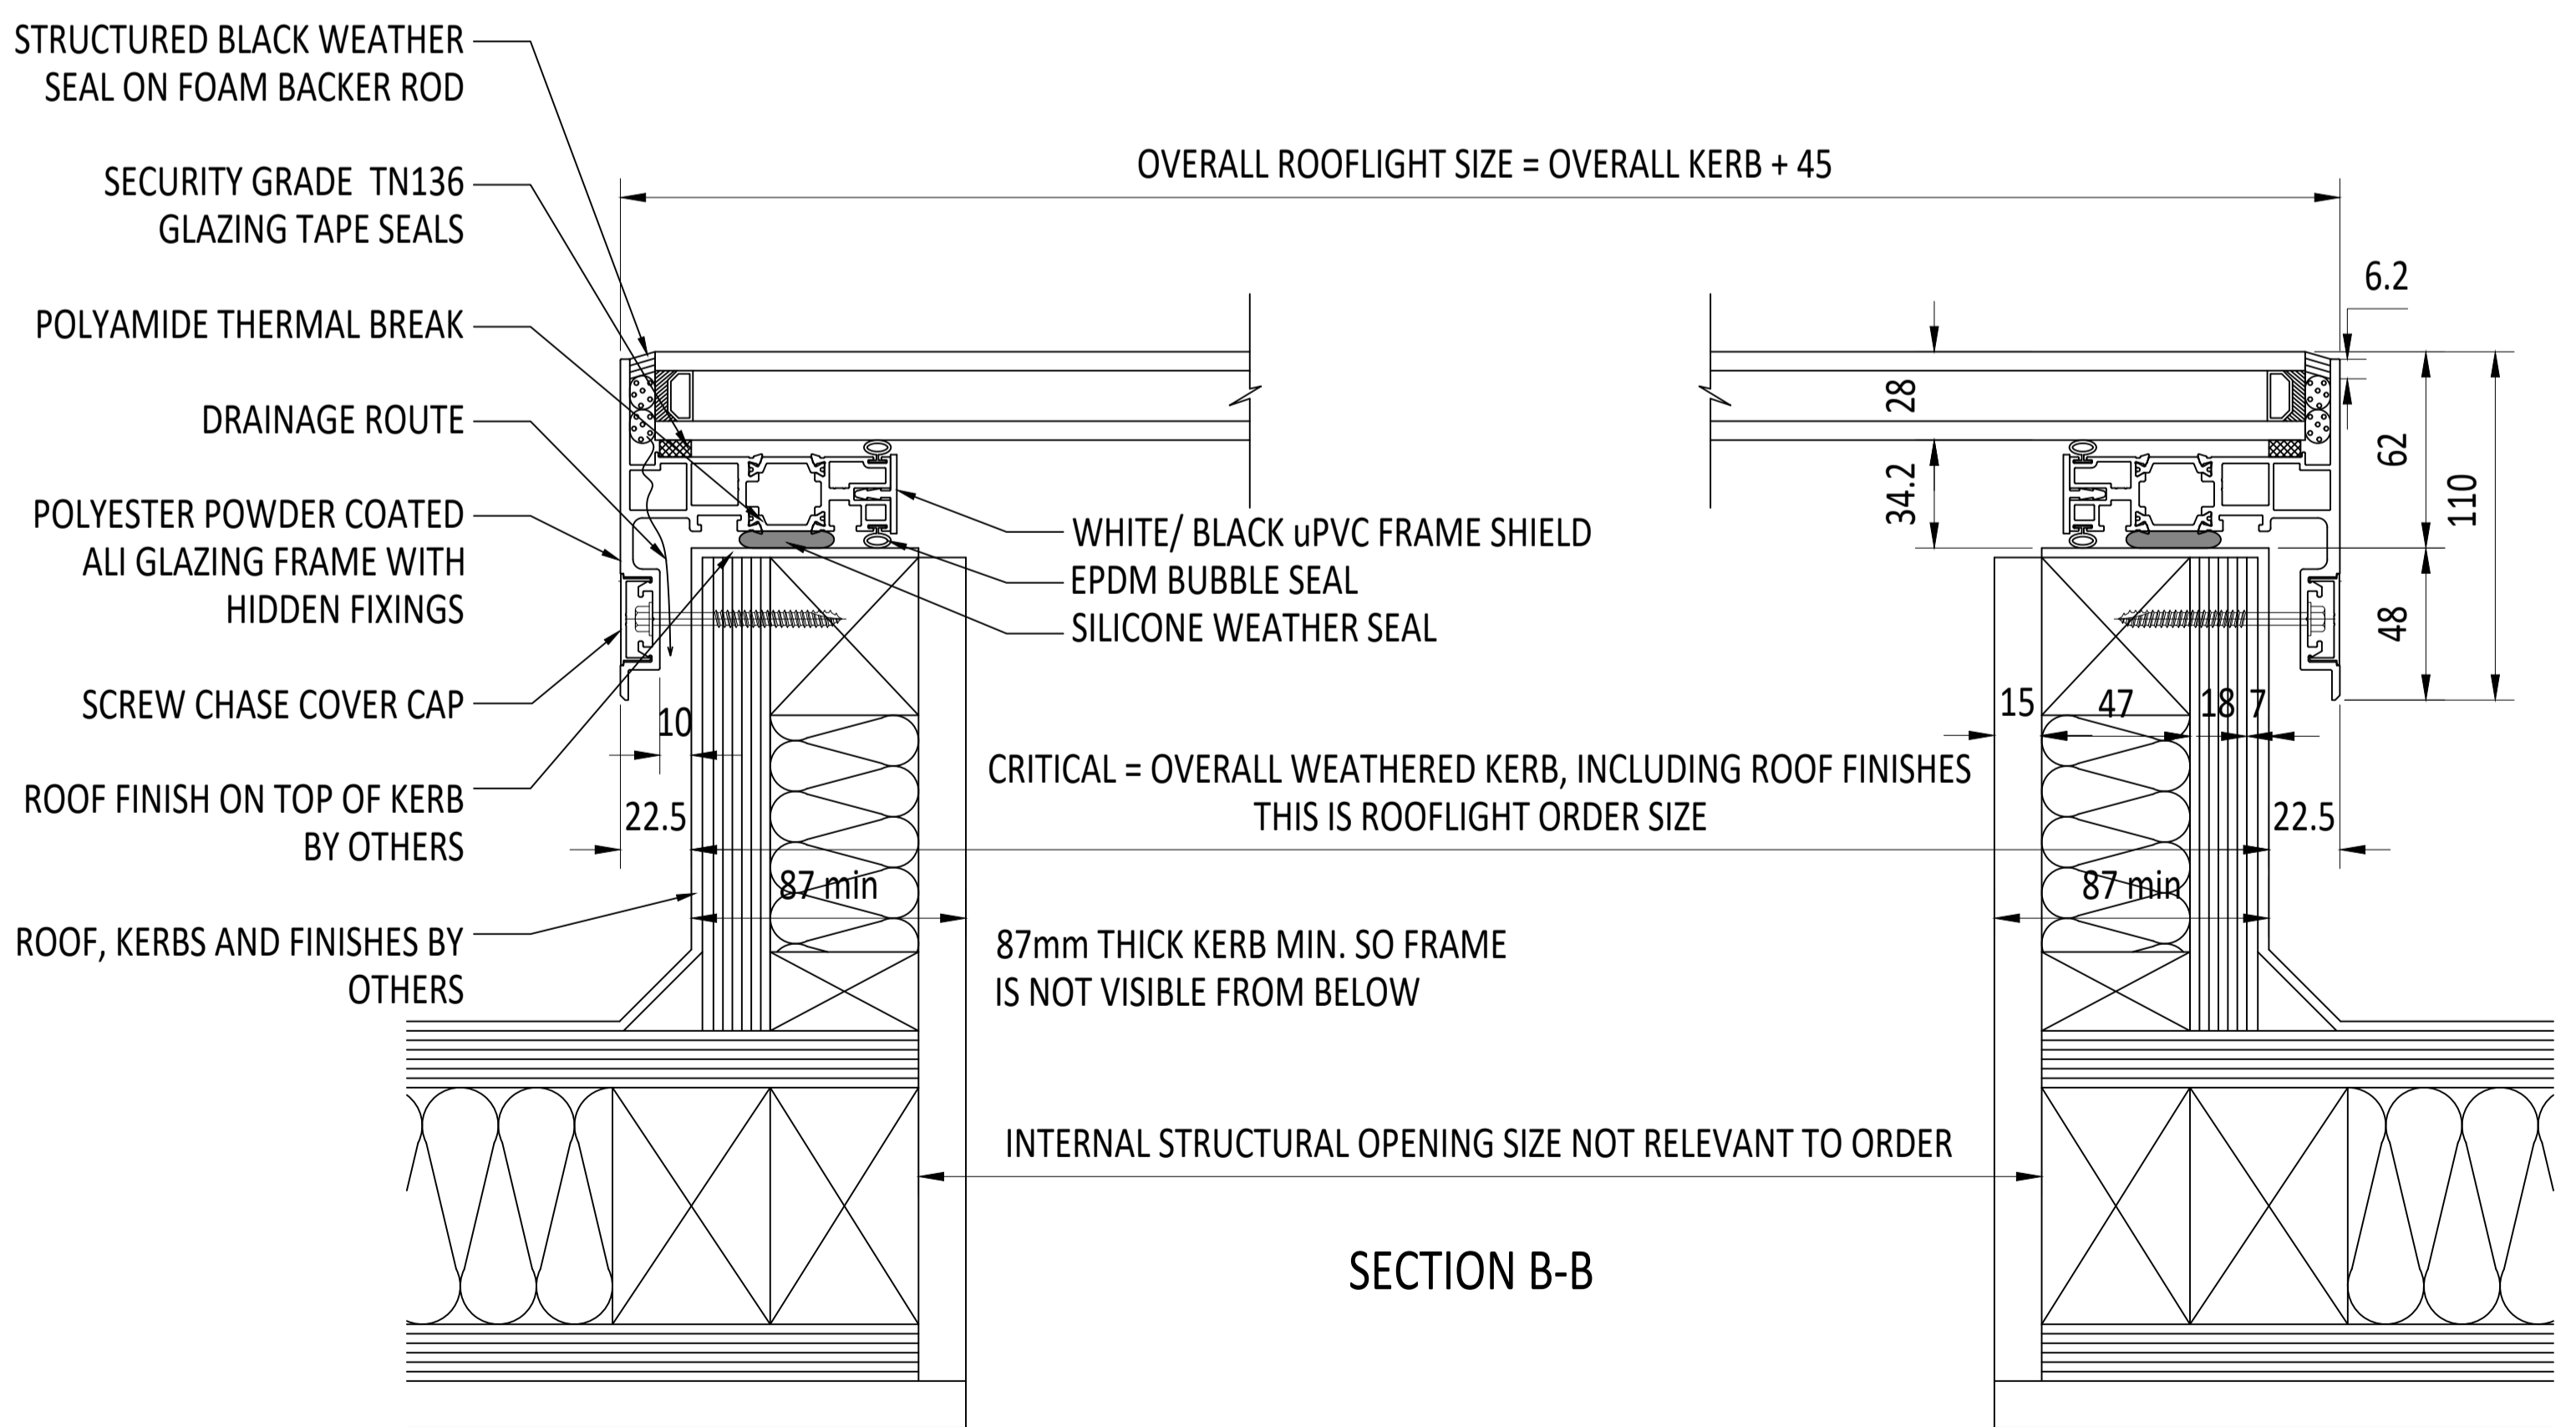 STRUCTURED BLACK WEATHER
SEAL ON FOAM BACKER ROD
SECURITY GRADE TN136
GLAZING TAPE SEALS
POLYAMIDE THERMAL BREAK
DRAINAGE ROUTE
POLYESTER POWDER COATED
ALI GLAZING FRAME WITH
HIDDEN FIXINGS
SCREW CHASE COVER CAP
ROOF FINISH ON TOP OF KERB
BY OTHERS
ROOF, KERBS AND FINISHES BY
OTHERS
OVERALL ROOFLIGHT SIZE = OVERALL KERB + 45
6.2
28
34.2
62
110
48
WHITE/ BLACK uPVC FRAME SHIELD
EPDM BUBBLE SEAL
SILICONE WEATHER SEAL
10
15
47
18
7
CRITICAL = OVERALL WEATHERED KERB, INCLUDING ROOF FINISHES
THIS IS ROOFLIGHT ORDER SIZE
22.5
22.5
87 min
87 min
87mm THICK KERB MIN. SO FRAME
IS NOT VISIBLE FROM BELOW
INTERNAL STRUCTURAL OPENING SIZE NOT RELEVANT TO ORDER
SECTION B-B